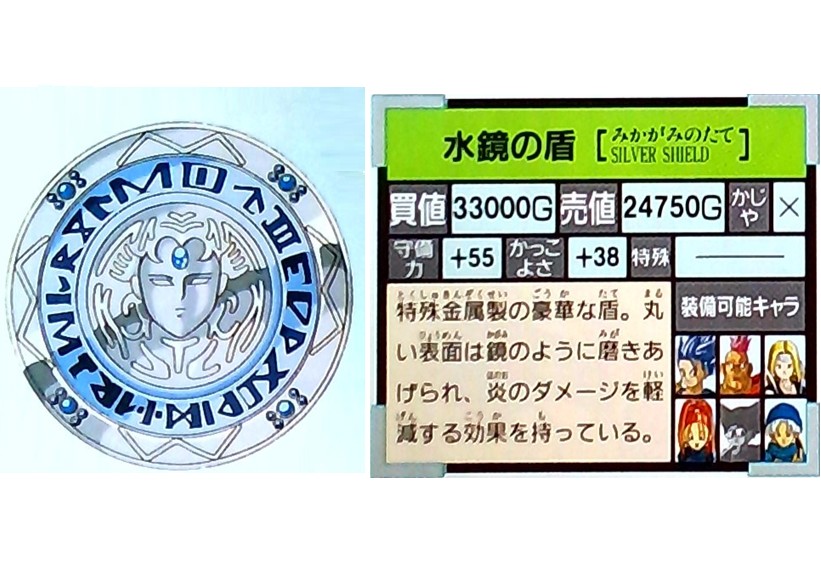 水鏡の盾 [みかがみのたて SILVER SHIELD]
買値 33000G 売値 24750G かじや ×
守備力 +55 かっこよさ +38 特殊 ―
特殊金属製の豪華な盾。丸
い表面は鏡のように磨きあ
げられ、炎のダメージを軽
減する効果を持っている。
装備可能キャラ